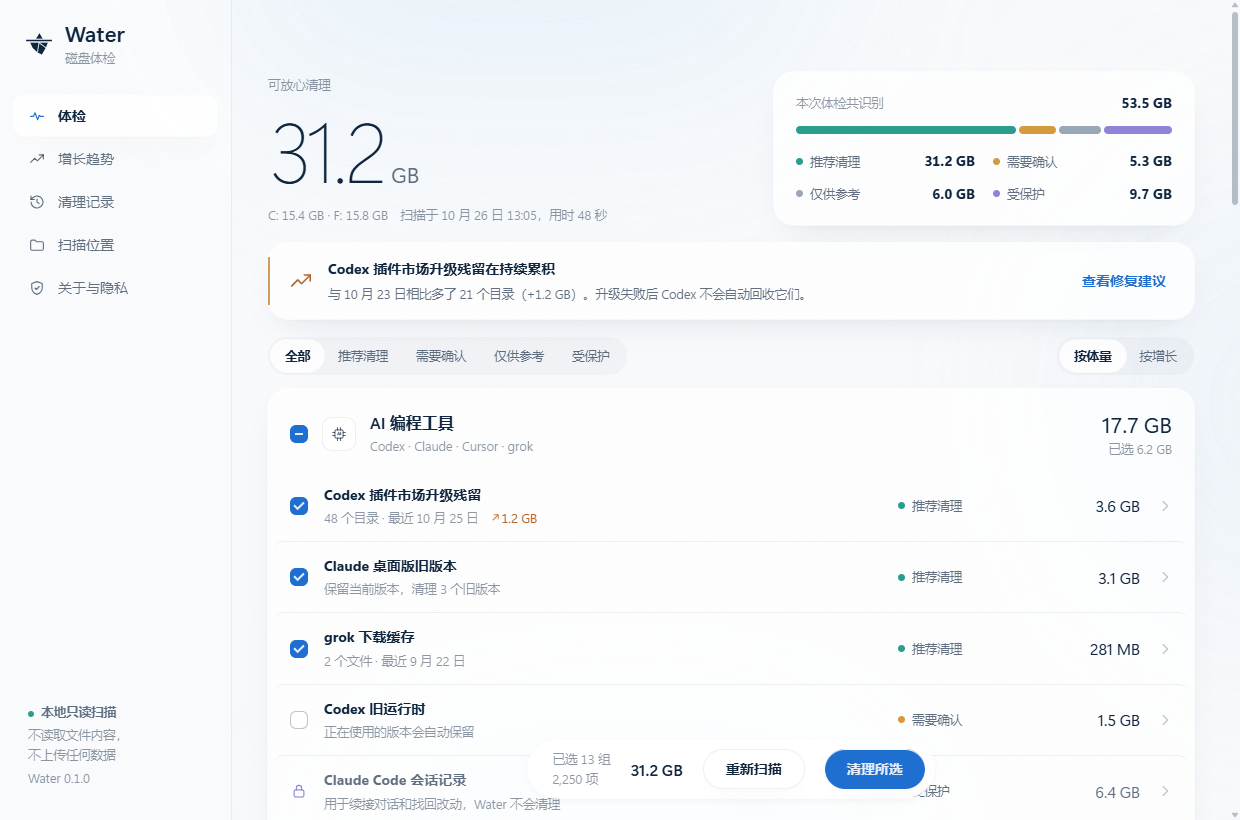 Water
磁盘体检
体检
增长趋势
清理记录
扫描位置
关于与隐私
本地只读扫描
不读取文件内容，
不上传任何数据
Water 0.1.0
可放心清理
31.2 GB
C: 15.4 GB · F: 15.8 GB 扫描于 10 月 26 日 13:05，用时 48 秒
本次体检共识别 53.5 GB
推荐清理 31.2 GB 需要确认 5.3 GB
仅供参考 6.0 GB 受保护 9.7 GB
Codex 插件市场升级残留在持续累积
与 10 月 23 日相比多了 21 个目录（+1.2 GB）。升级失败后 Codex 不会自动回收它们。
查看修复建议
全部 推荐清理 需要确认 仅供参考 受保护
按体量 按增长
AI 编程工具
Codex · Claude · Cursor · grok
17.7 GB
已选 6.2 GB
Codex 插件市场升级残留
48 个目录 · 最近 10 月 25 日 ↗1.2 GB
推荐清理 3.6 GB
Claude 桌面版旧版本
保留当前版本，清理 3 个旧版本
推荐清理 3.1 GB
grok 下载缓存
2 个文件 · 最近 9 月 22 日
推荐清理 281 MB
Codex 旧运行时
正在使用的版本会自动保留
需要确认 1.5 GB
Claude Code 会话记录
用于续接对话和找回改动，Water 不会清理
保护 6.4 GB
已选 13 组
2,250 项
31.2 GB
重新扫描
清理所选